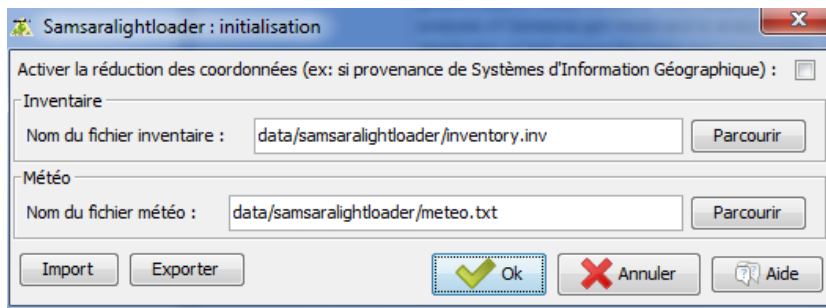 Samsaralightloader : initialisation
Activer la réduction des coordonnées (ex: si provenance de Systèmes d'Information Géographique) :
Inventaire
Nom du fichier inventaire : data/samsaralightloader/inventory.inv Parcourir
Météo
Nom du fichier météo : data/samsaralightloader/meteo.txt Parcourir
Import Exporter Ok Annuler Aide